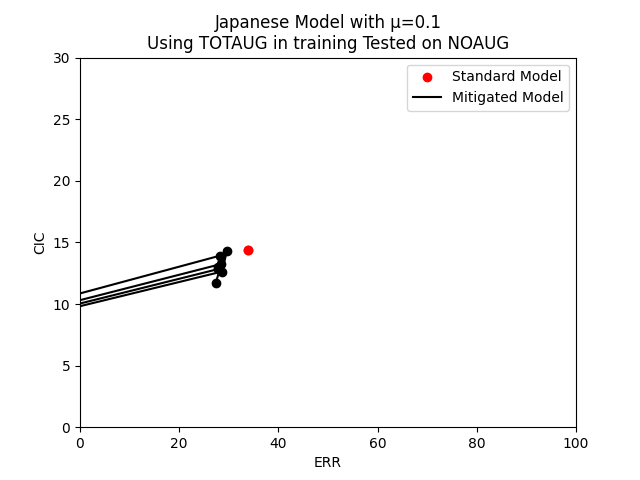 Japanese Model with μ=0.1
Using TOTAUG in training Tested on NOAUG
Standard Model
Mitigated Model
CIC
30
25
20
15
10
5
0
0 20 40 60 80 100
ERR